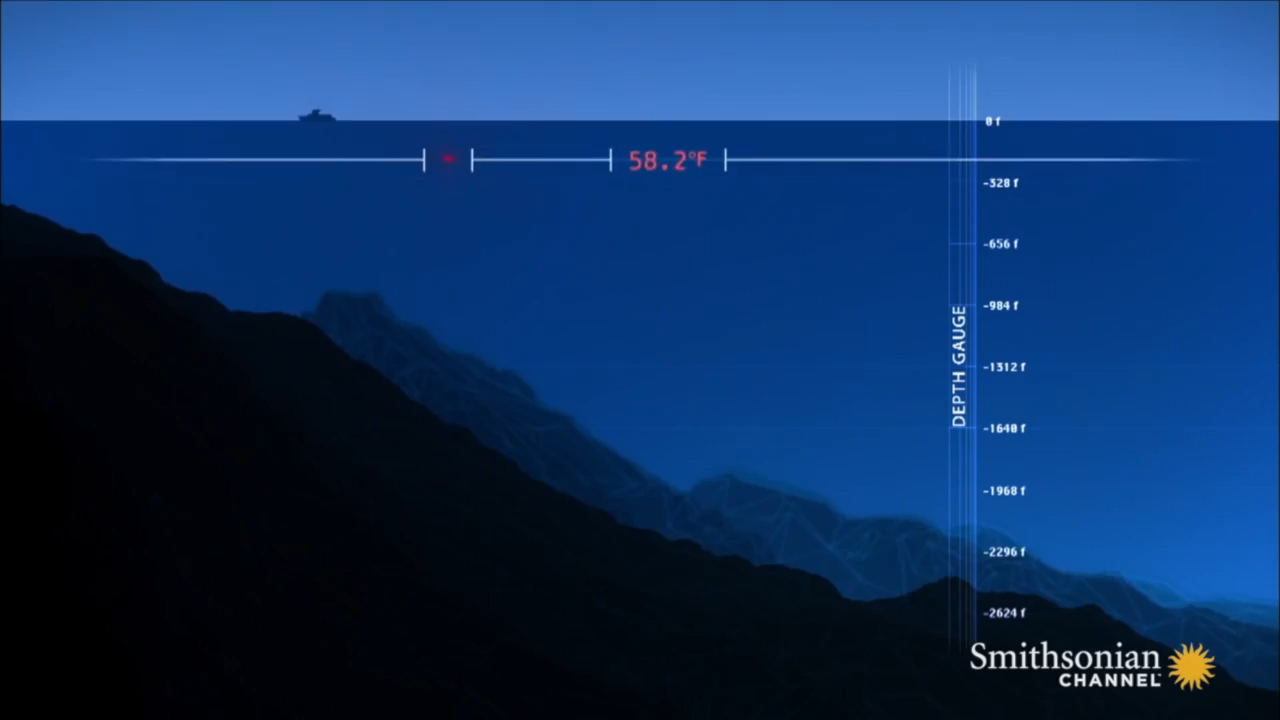 0 f
58.2°F
-328 f
-656 f
-984 f
DEPTH GAUGE
-1312 f
-1640 f
-1968 f
-2296 f
-2624 f
Smithsonian
CHANNEL